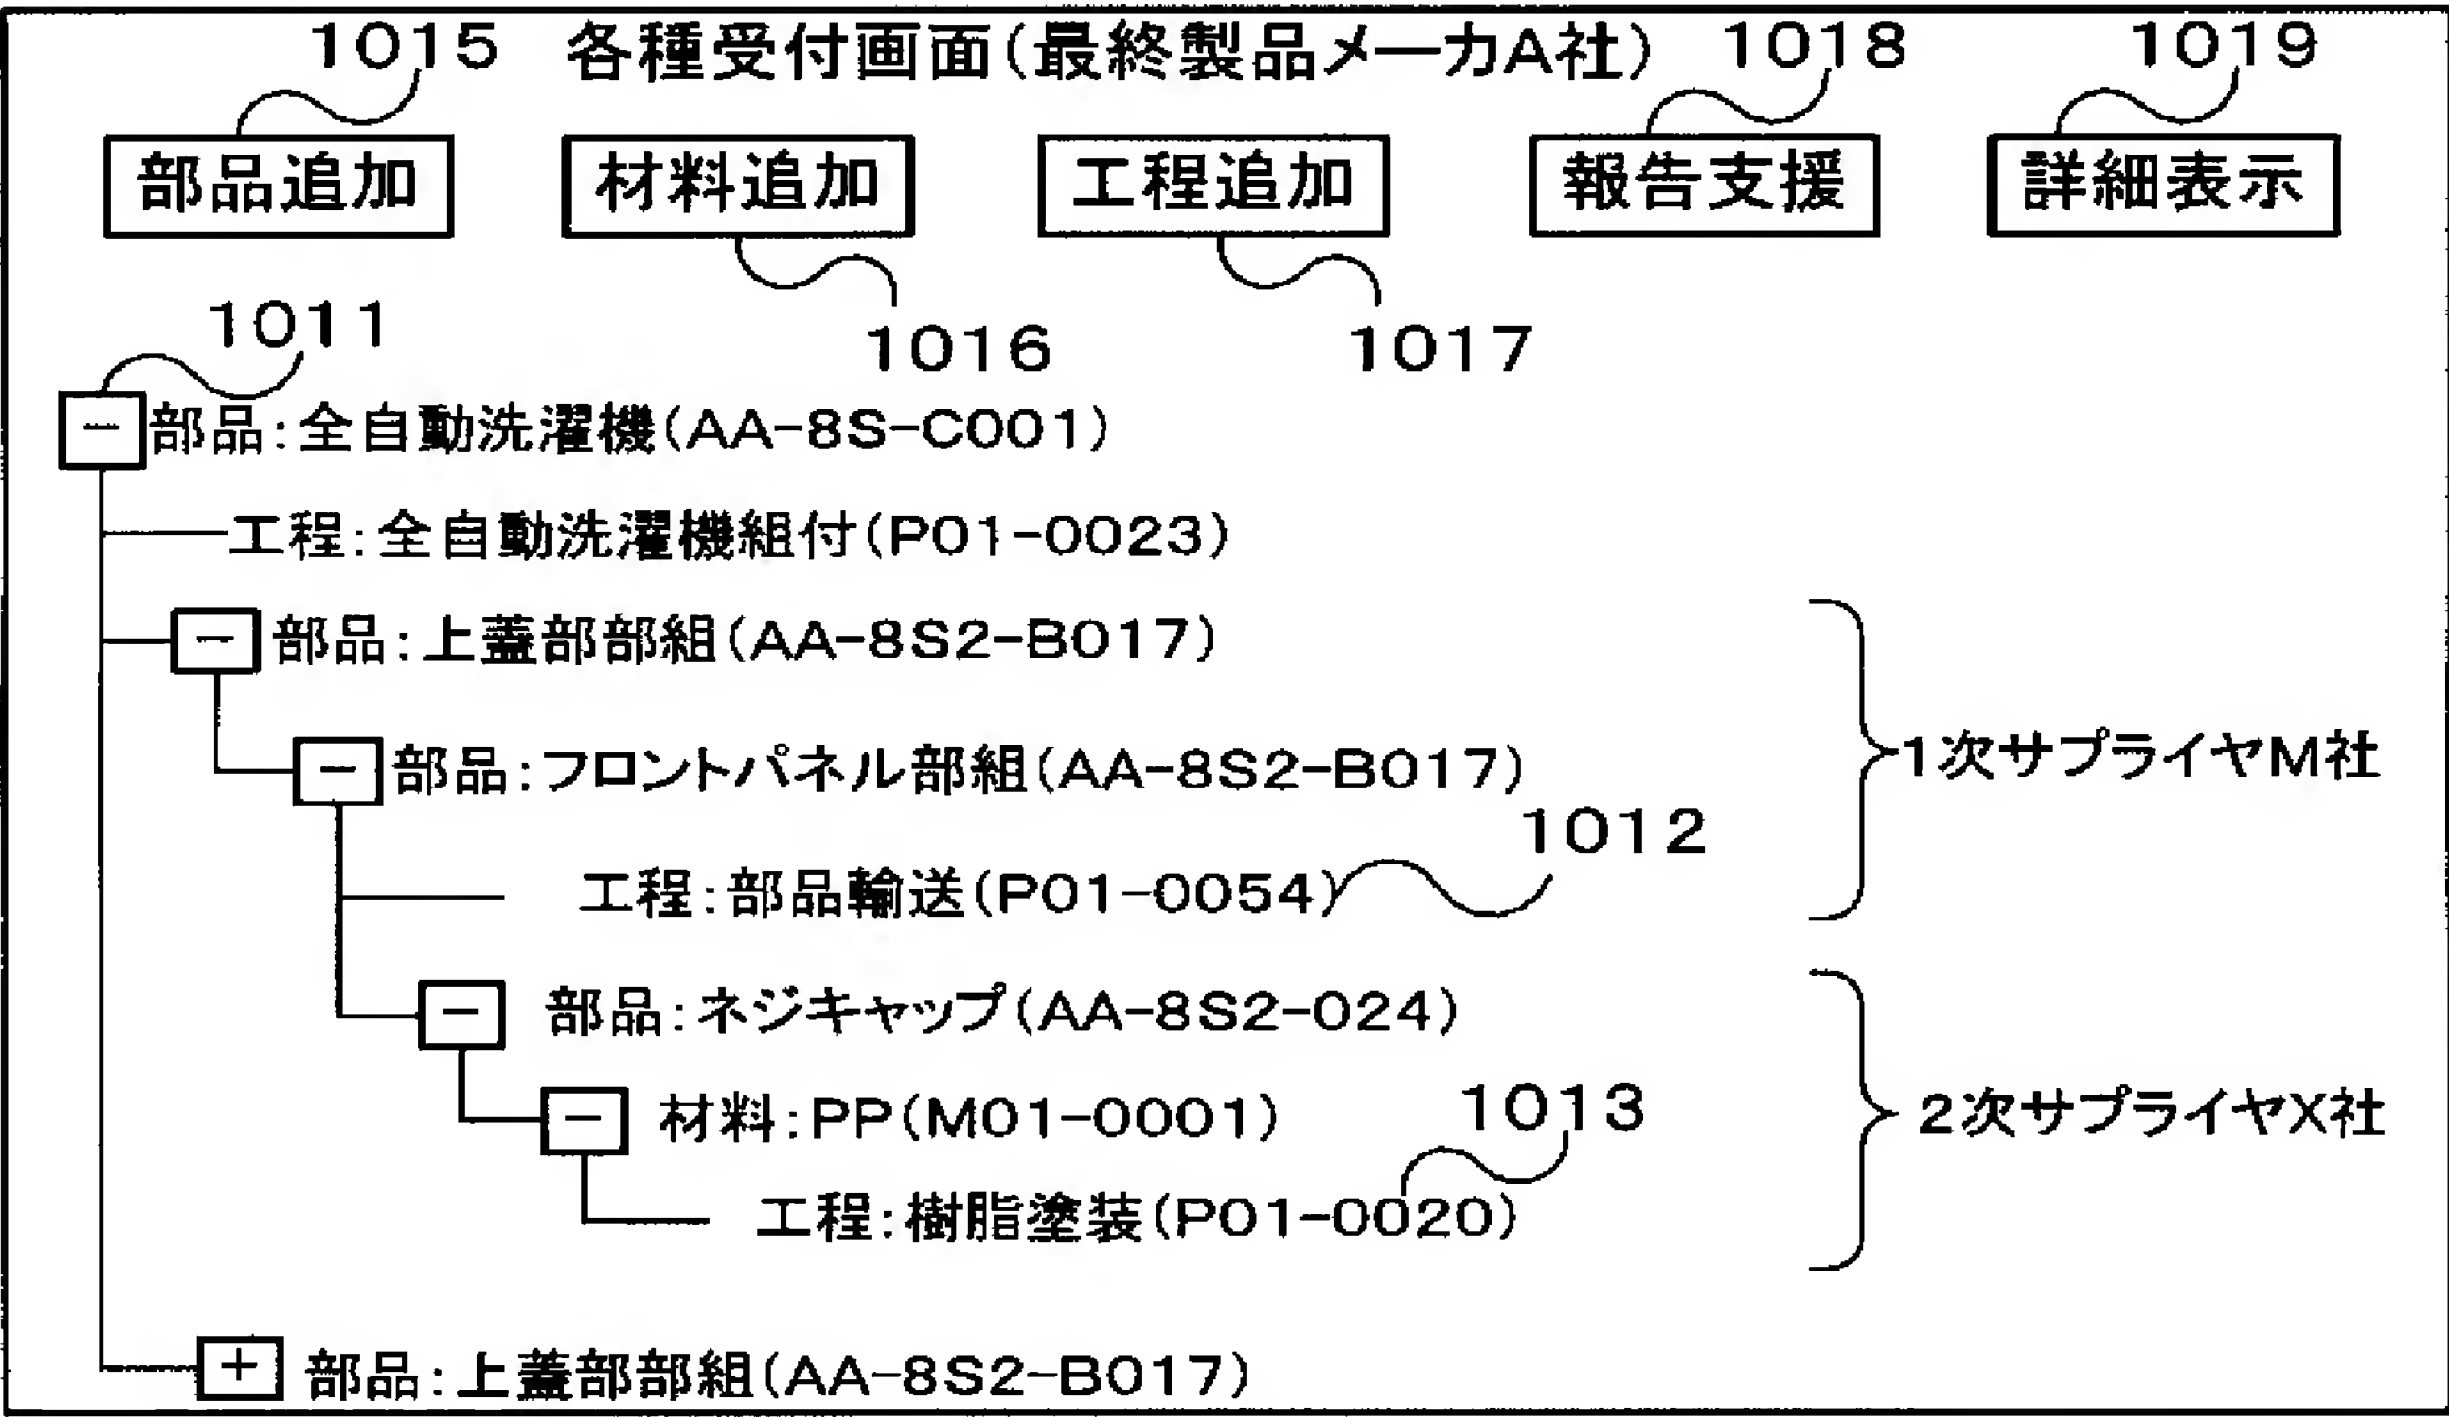 1015 各種受付画面(最終製品メーカA社) 1018 1019
部品追加 材料追加 工程追加 報告支援 詳細表示
1016 1017
1011
－部品:全自動洗濯機(AA-8S-C001)
工程:全自動洗濯機組付(P01-0023)
－部品:上蓋部部組(AA-8S2-B017)
－部品:フロントパネル部組(AA-8S2-B017)
1次サプライヤM社
1012
工程:部品輸送(P01-0054)
－ 部品:ネジキャップ(AA-8S2-024)
－ 材料:PP(M01-0001) 1013
2次サプライヤX社
工程:樹脂塗装(P01-0020)
＋ 部品:上蓋部部組(AA-8S2-B017)